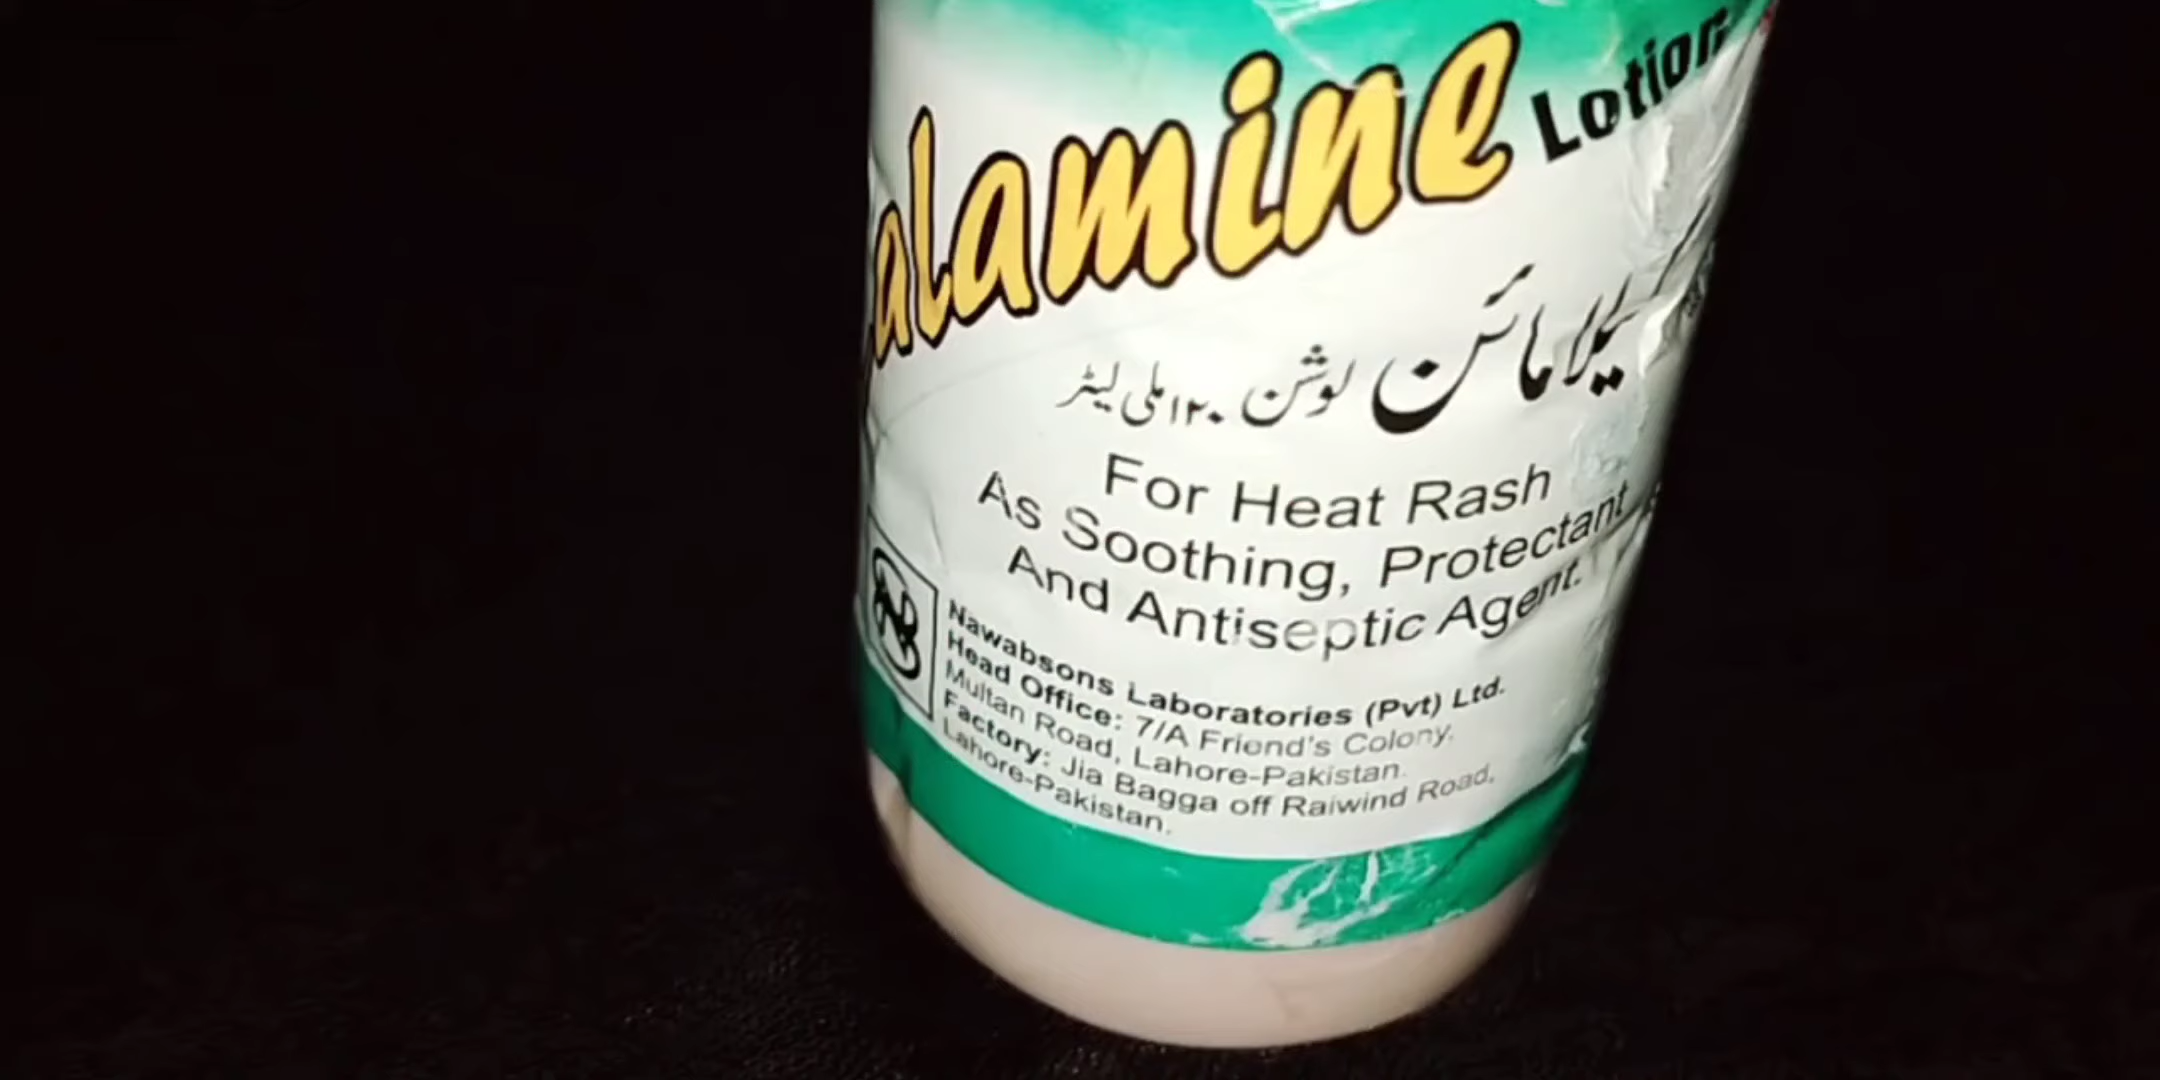 alamine Lotion
کیلامائن لوشن ۱۲۰ ملی لیٹر
For Heat Rash
As Soothing, Protectant
And Antiseptic Agent.
Nawabsons Laboratories (Pvt) Ltd.
Head Office: 7/A Friend's Colony,
Multan Road, Lahore-Pakistan.
Factory: Jia Bagga off Raiwind Road,
Lahore-Pakistan.